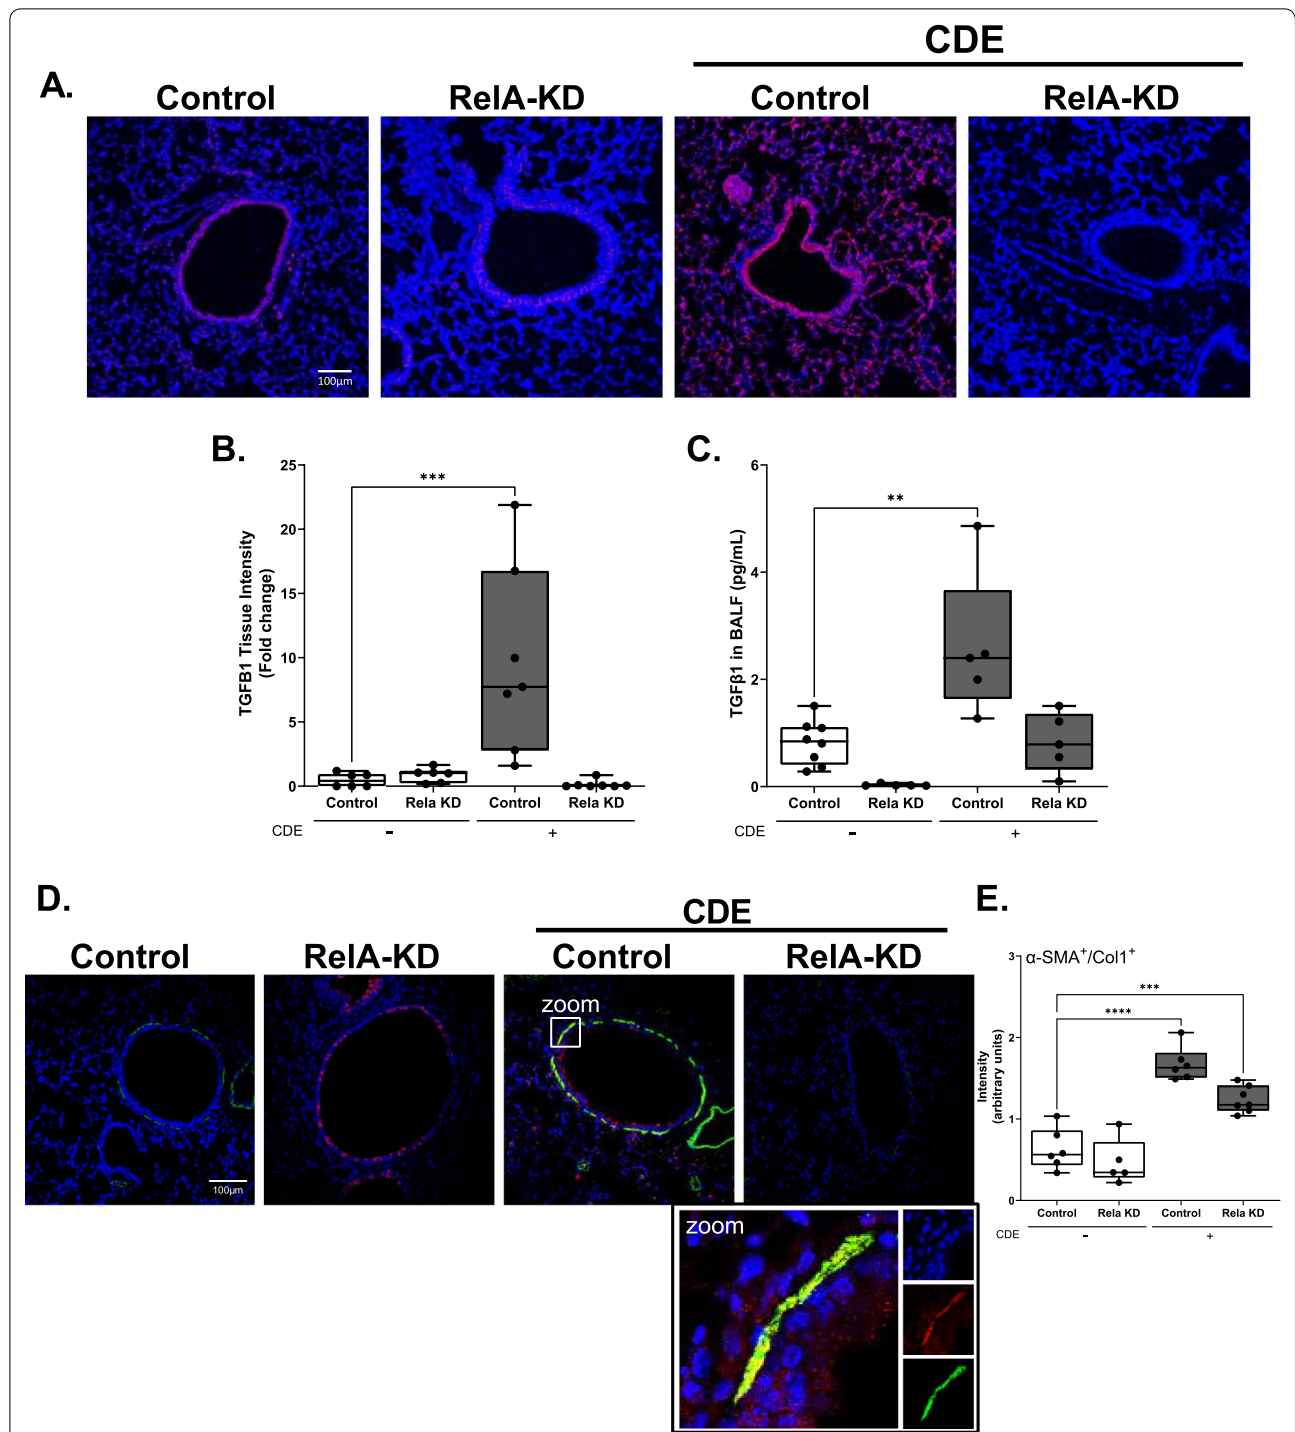 CDE
A.
Control RelA-KD Control RelA-KD
100µm
B.
TGFB1 Tissue Intensity
(Fold change)
25
20
15
10
5
0
***
Control Rela KD Control Rela KD
CDE - +
C.
TGFβ1 in BALF (pg/mL)
6
4
2
0
**
Control Rela KD Control Rela KD
CDE - +
D.
CDE
Control RelA-KD Control RelA-KD
zoom
100µm
zoom
E.
α-SMA⁺/Col1⁺
Intensity
(arbitrary units)
3
2
1
0
***
****
Control Rela KD Control Rela KD
CDE - +